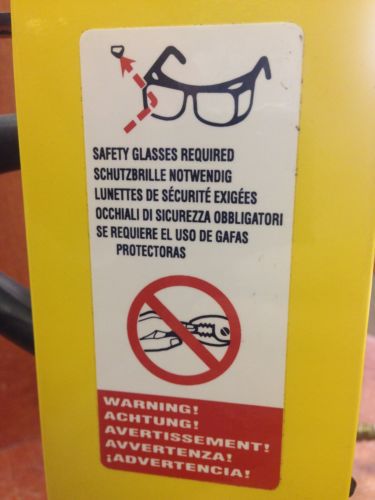 SAFETY GLASSES REQUIRED
SCHUTZBRILLE NOTWENDIG
LUNETTES DE SÉCURITÉ EXIGÉES
OCCHIALI DI SICUREZZA OBBLIGATORI
SE REQUIERE EL USO DE GAFAS
PROTECTORAS
WARNING!
ACHTUNG!
AVERTISSEMENT!
AVVERTENZA!
¡ADVERTENCIA!